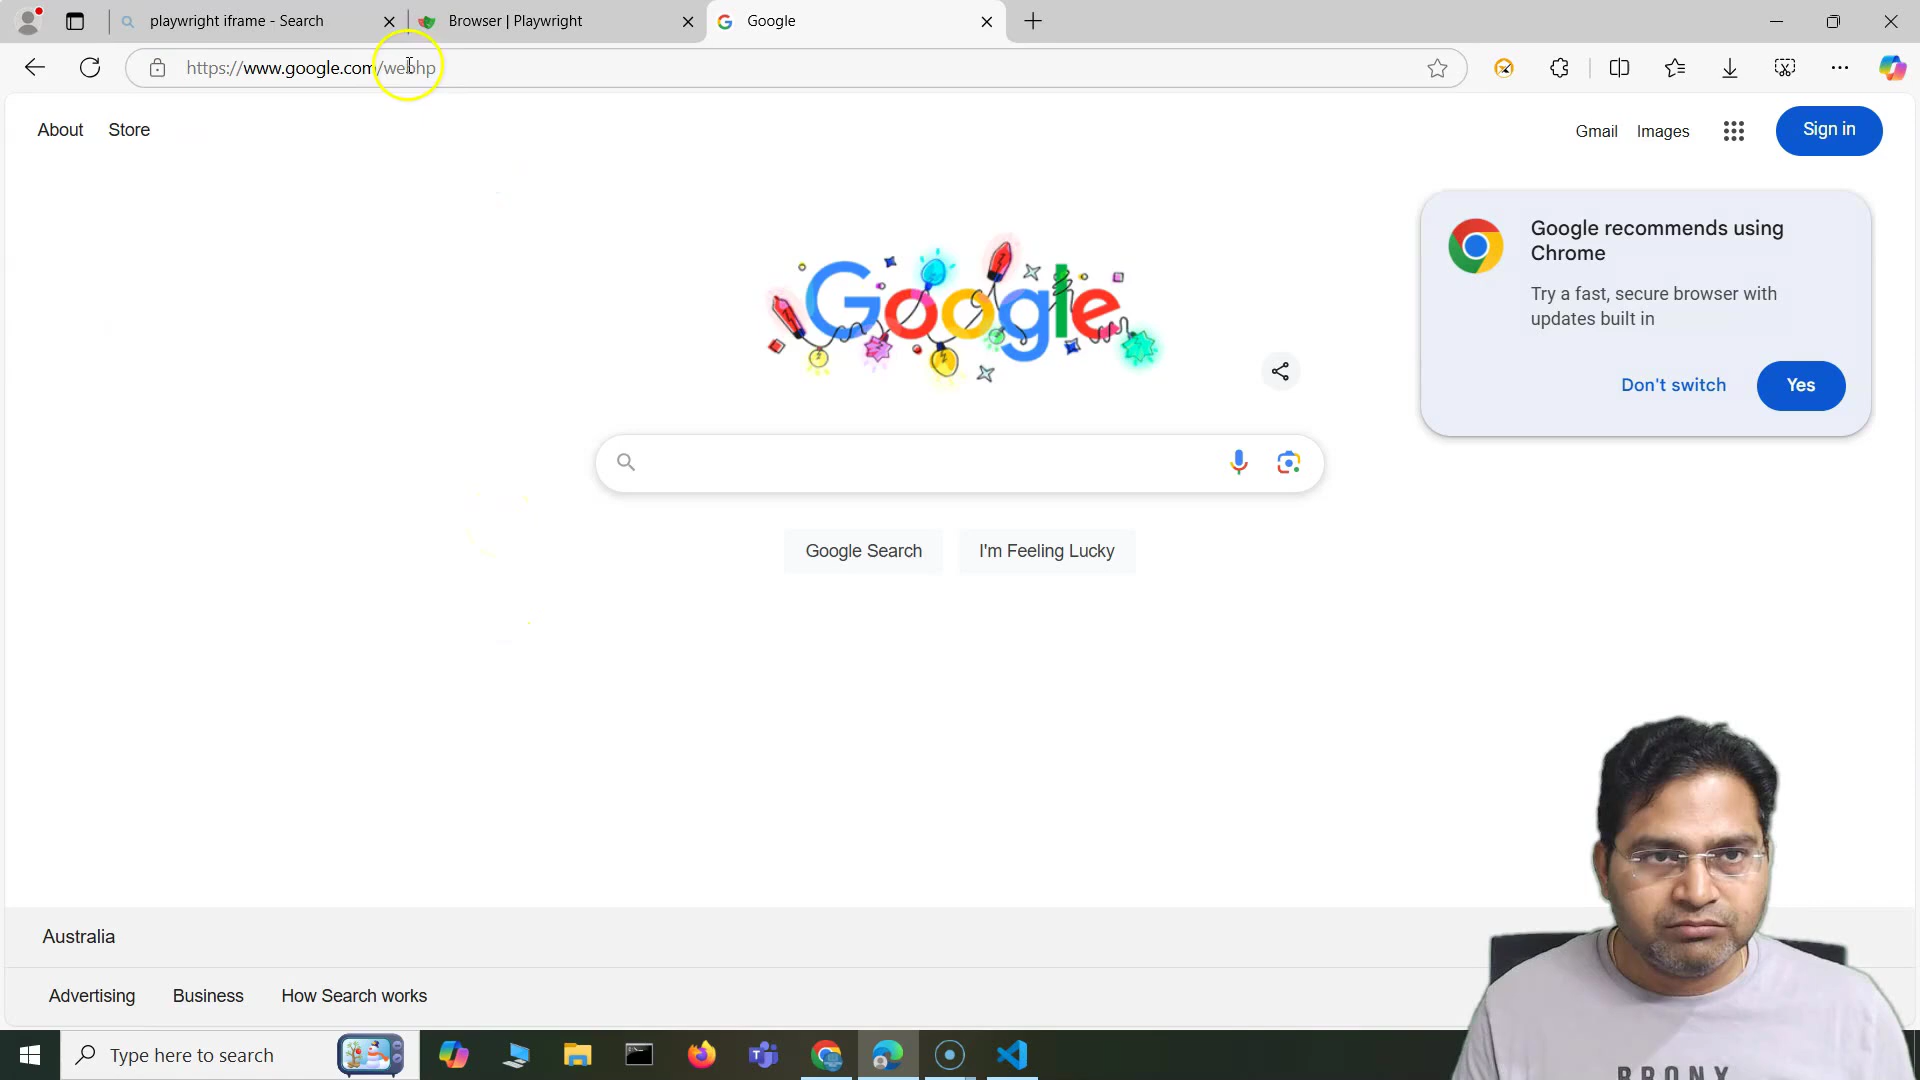 playwright iframe - Search
Browser | Playwright
Google
https://www.google.com/webhp
About
Store
Gmail
Images
Sign in
Google
Google recommends using
Chrome
Try a fast, secure browser with
updates built in
Don't switch
Yes
Google Search
I'm Feeling Lucky
Australia
Advertising
Business
How Search works
Type here to search
BRONX